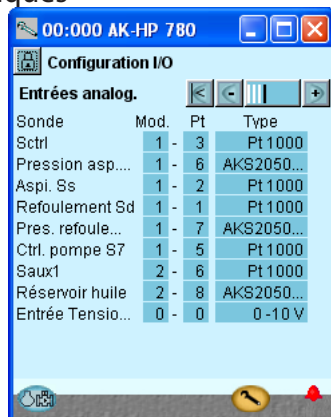 iques
00:000 AK-HP 780
Configuration I/O
Entrées analog.
Sonde Mod. Pt Type
Sctrl 1 - 3 Pt1000
Pression asp.... 1 - 6 AKS2050...
Aspi. Ss 1 - 2 Pt1000
Refoulement Sd 1 - 1 Pt1000
Pres. refoule... 1 - 7 AKS2050...
Ctrl. pompe S7 1 - 5 Pt1000
Saux1 2 - 6 Pt1000
Réservoir huile 2 - 8 AKS2050...
Entrée Tensio... 0 - 0 0-10 V